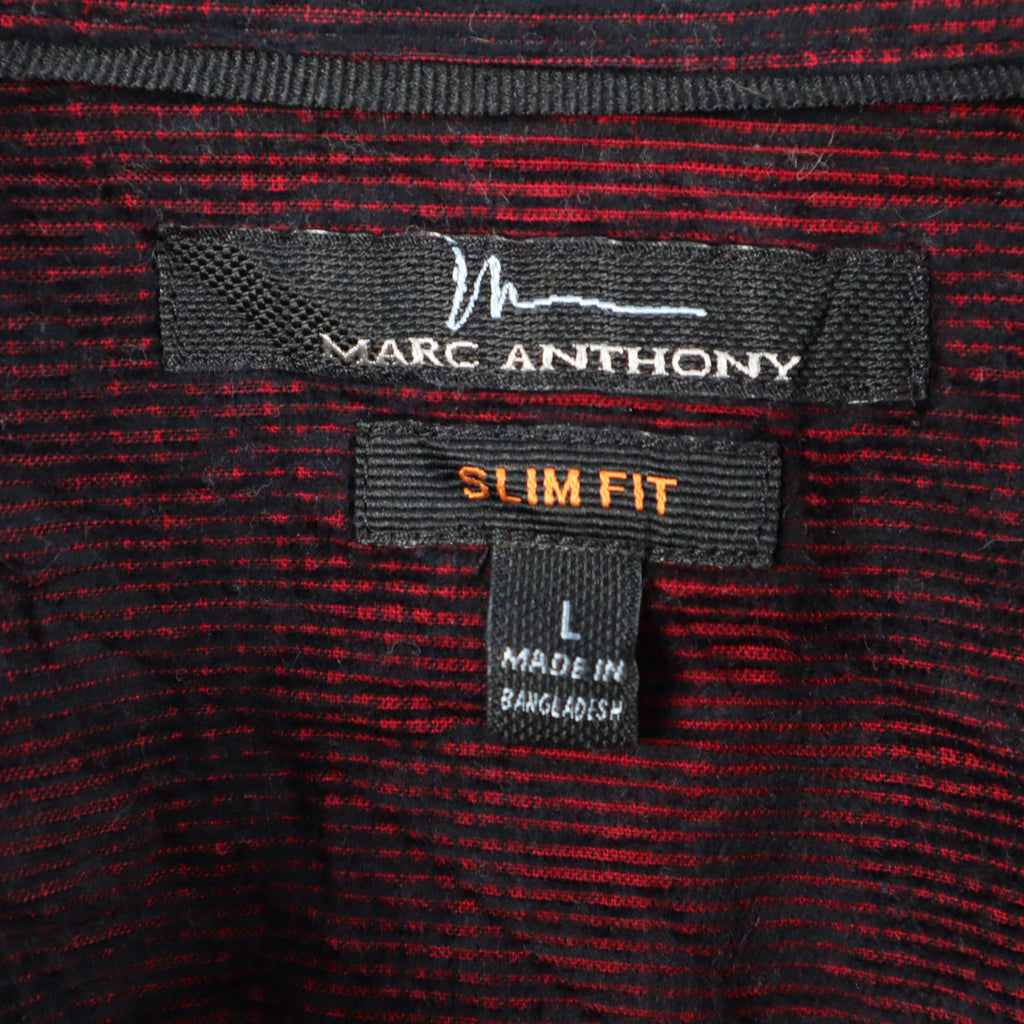 MARC ANTHONY
SLIM FIT
L
MADE IN
BANGLADESH